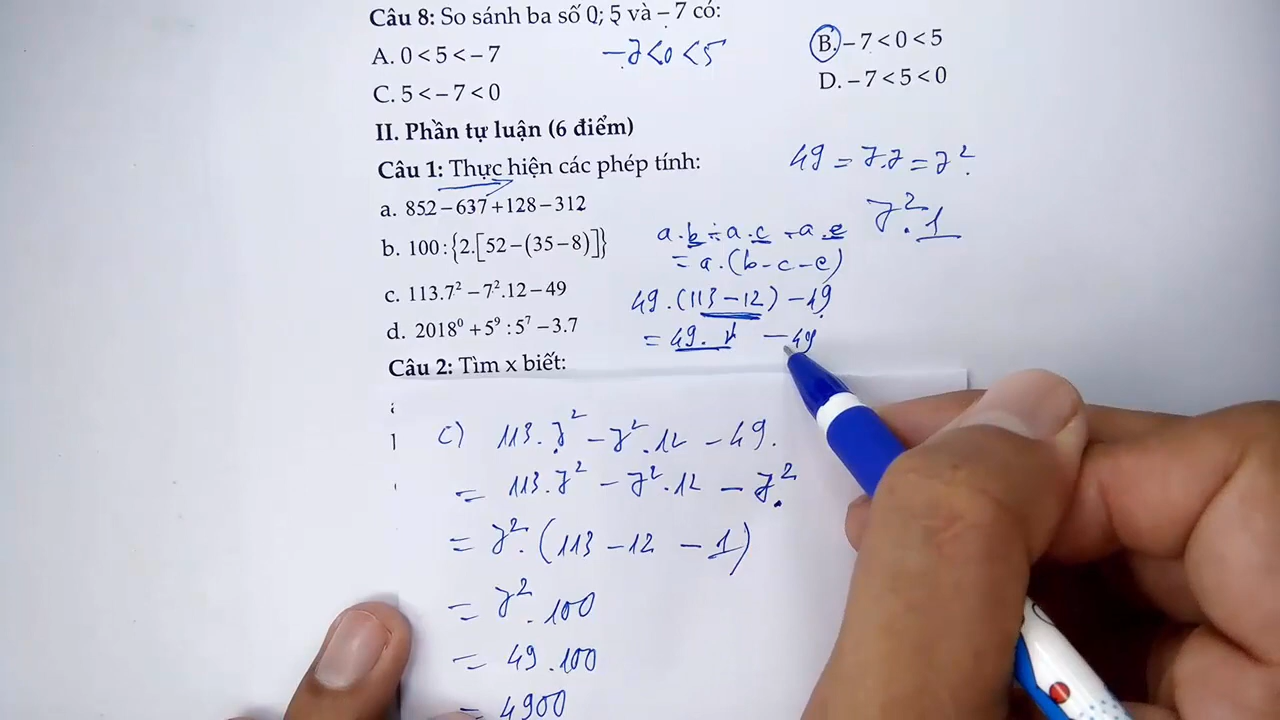 Câu 8: So sánh ba số 0; 5 và – 7 có:
A. 0 < 5 < – 7
–7<0<5
B. – 7 < 0 < 5
C. 5 < – 7 < 0
D. – 7 < 5 < 0
II. Phần tự luận (6 điểm)
Câu 1: Thực hiện các phép tính:
49 = 7.7 = 7²
a. 852 – 637 + 128 – 312
7².1
b. 100 : {2.[52 – (35 – 8)]}
a.b – a.c – a.e
= a.(b – c – e)
c. 113.7² – 7².12 – 49
49.(113 – 12) – 49
d. 2018⁰ + 5⁹ : 5⁷ – 3.7
= 49. – 49
Câu 2: Tìm x biết:
c) 113.7² – 7².12 – 49.
= 113.7² – 7².12 – 7²
= 7².(113 – 12 – 1)
= 7².100
= 49.100
= 4900